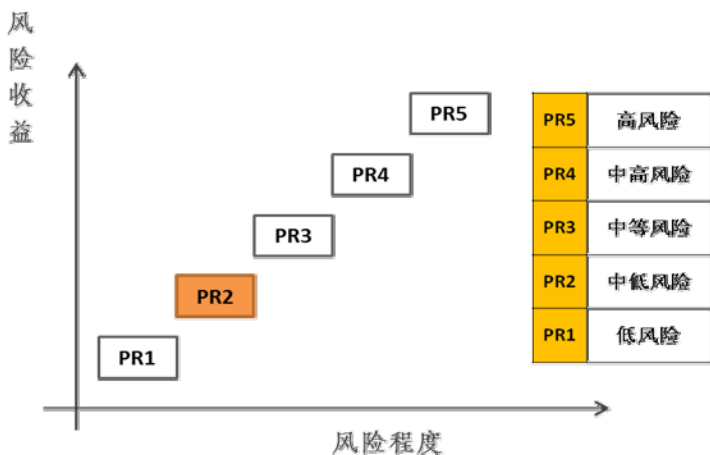 风险收益
PR5
PR4
PR3
PR2
PR1
风险程度
PR5 高风险
PR4 中高风险
PR3 中等风险
PR2 中低风险
PR1 低风险